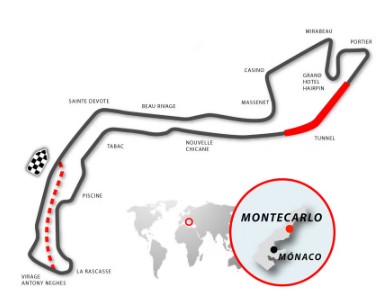 MIRABEAU
PORTIER
CASINO
GRAND
HOTEL
HAIRPIN
SAINTE DEVOTE
BEAU RIVAGE
MASSENET
TUNNEL
TABAC
NOUVELLE
CHICANE
PISCINE
MONTECARLO
MÓNACO
LA RASCASSE
VIRAGE
ANTONY NEGHES